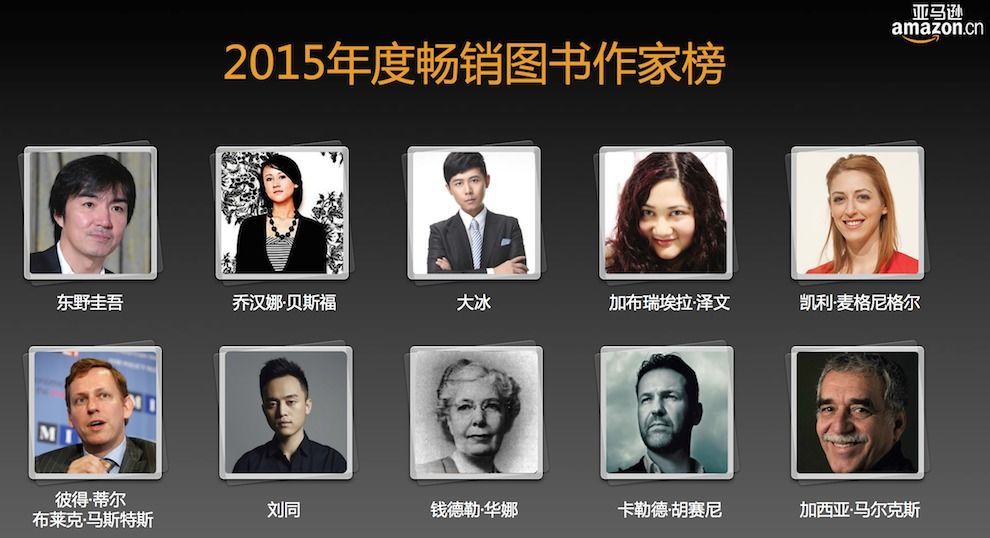 亚马逊
amazon.cn
2015年度畅销图书作家榜
东野圭吾
乔汉娜·贝斯福
大冰
加布瑞埃拉·泽文
凯利·麦格尼格尔
彼得·蒂尔
布莱克·马斯特斯
刘同
钱德勒·华娜
卡勒德·胡赛尼
加西亚·马尔克斯